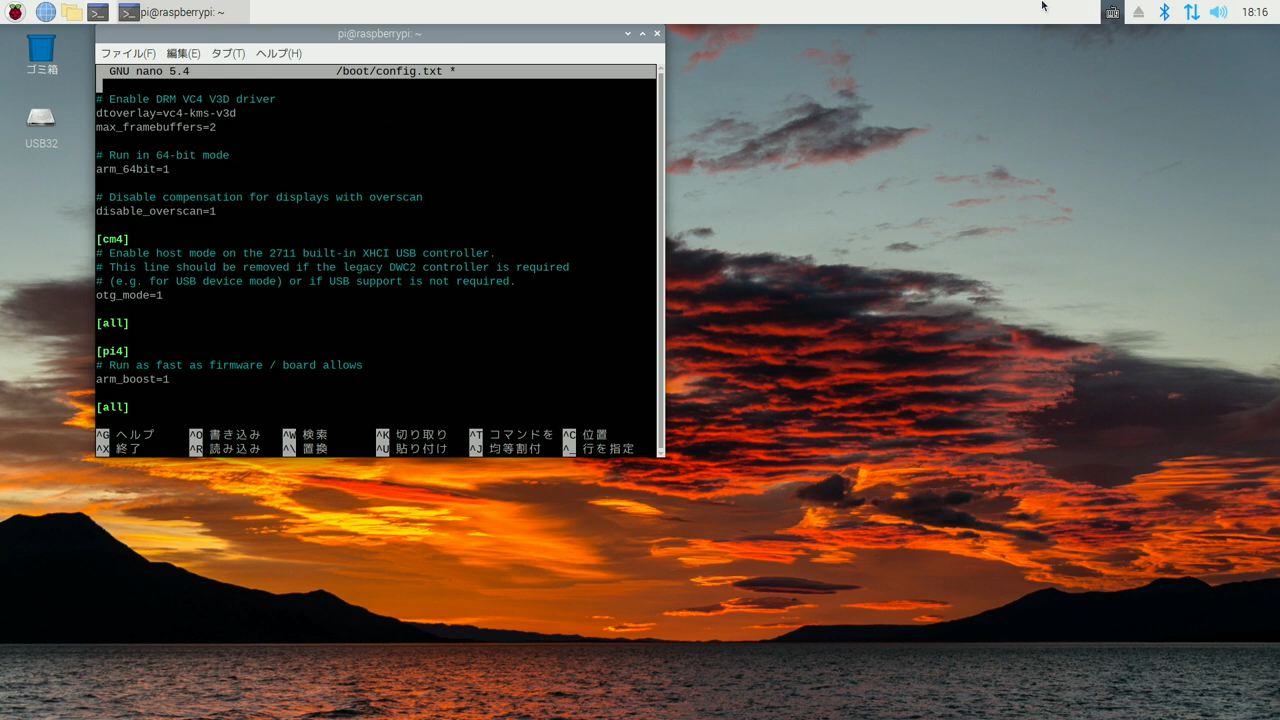 pi@raspberrypi: ~
18:16
ゴミ箱
USB32
pi@raspberrypi: ~
ファイル(F) 編集(E) タブ(T) ヘルプ(H)
GNU nano 5.4 /boot/config.txt *
# Enable DRM VC4 V3D driver
dtoverlay=vc4-kms-v3d
max_framebuffers=2
# Run in 64-bit mode
arm_64bit=1
# Disable compensation for displays with overscan
disable_overscan=1
[cm4]
# Enable host mode on the 2711 built-in XHCI USB controller.
# This line should be removed if the legacy DWC2 controller is required
# (e.g. for USB device mode) or if USB support is not required.
otg_mode=1
[all]
[pi4]
# Run as fast as firmware / board allows
arm_boost=1
[all]
^G ヘルプ ^O 書き込み ^W 検索 ^K 切り取り ^T コマンドを ^C 位置
^X 終了 ^R 読み込み ^\ 置換 ^U 貼り付け ^J 均等割付 ^_ 行を指定